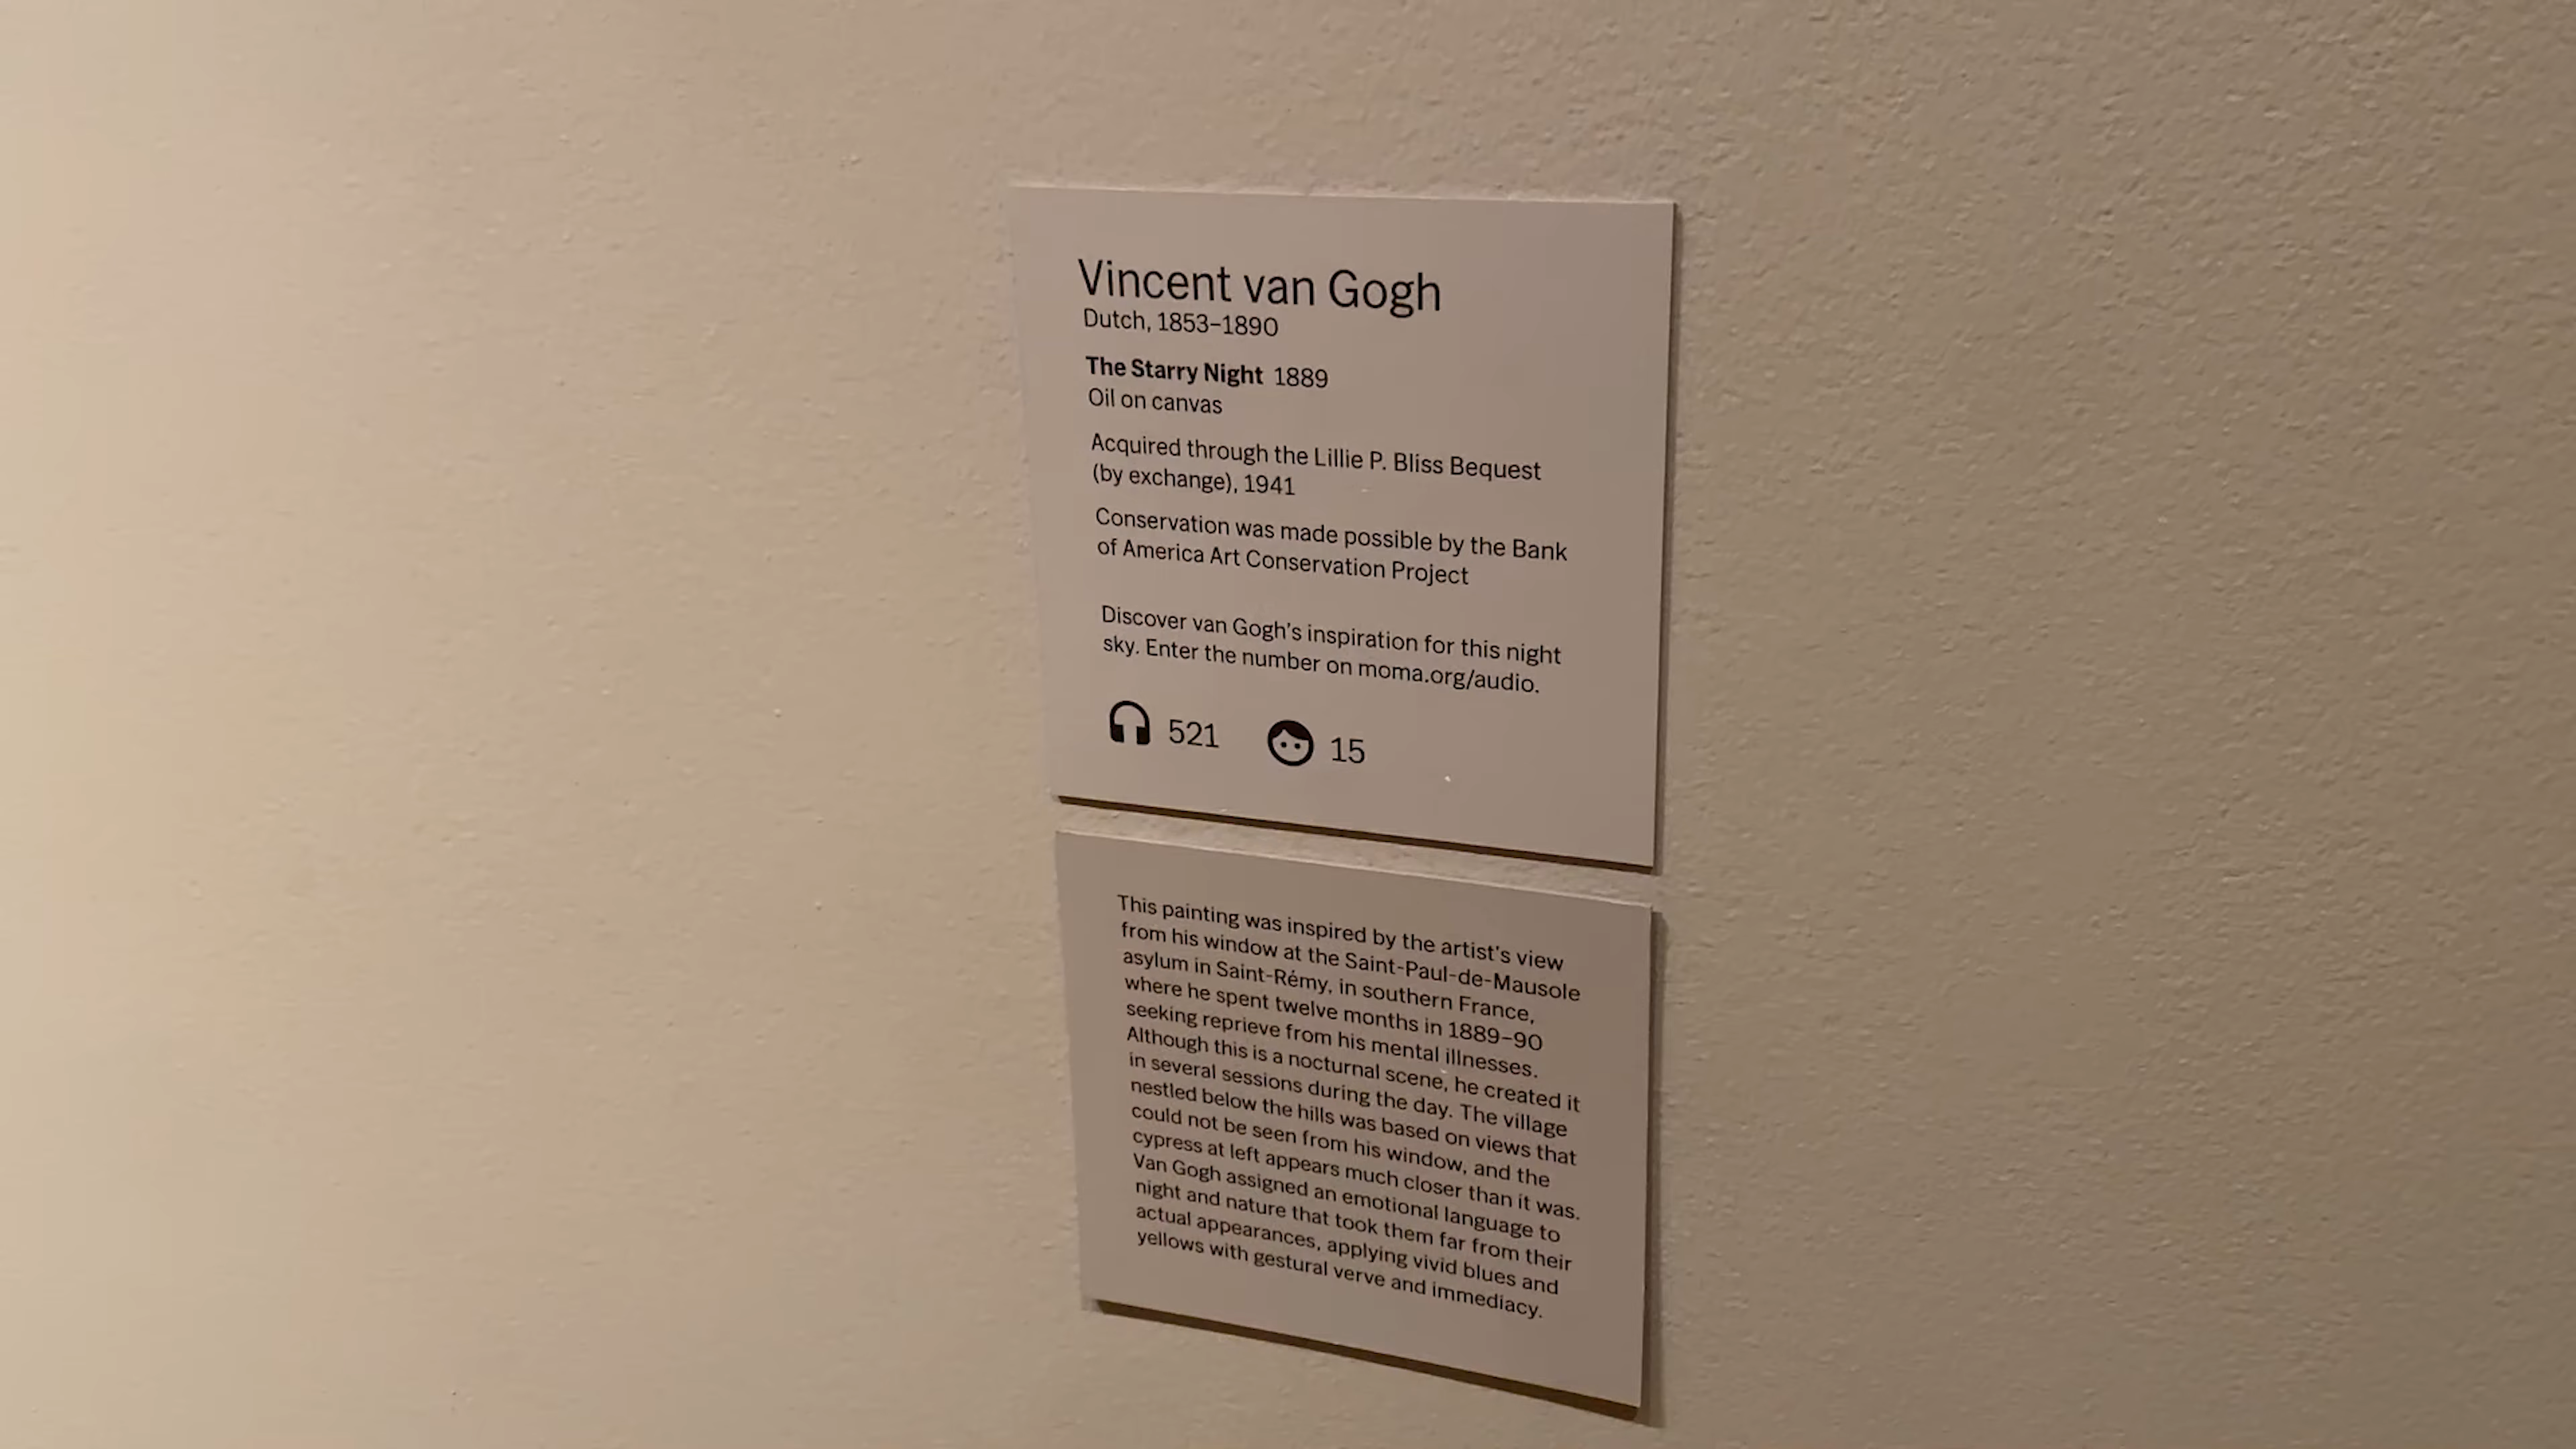 Vincent van Gogh
Dutch, 1853–1890
The Starry Night 1889
Oil on canvas
Acquired through the Lillie P. Bliss Bequest
(by exchange), 1941
Conservation was made possible by the Bank
of America Art Conservation Project
Discover van Gogh’s inspiration for this night
sky. Enter the number on moma.org/audio.
521 15
This painting was inspired by the artist’s view
from his window at the Saint-Paul-de-Mausole
asylum in Saint-Rémy, in southern France,
where he spent twelve months in 1889–90
seeking reprieve from his mental illnesses.
Although this is a nocturnal scene, he created it
in several sessions during the day. The village
nestled below the hills was based on views that
could not be seen from his window, and the
cypress at left appears much closer than it was.
Van Gogh assigned an emotional language to
night and nature that took them far from their
actual appearances, applying vivid blues and
yellows with gestural verve and immediacy.